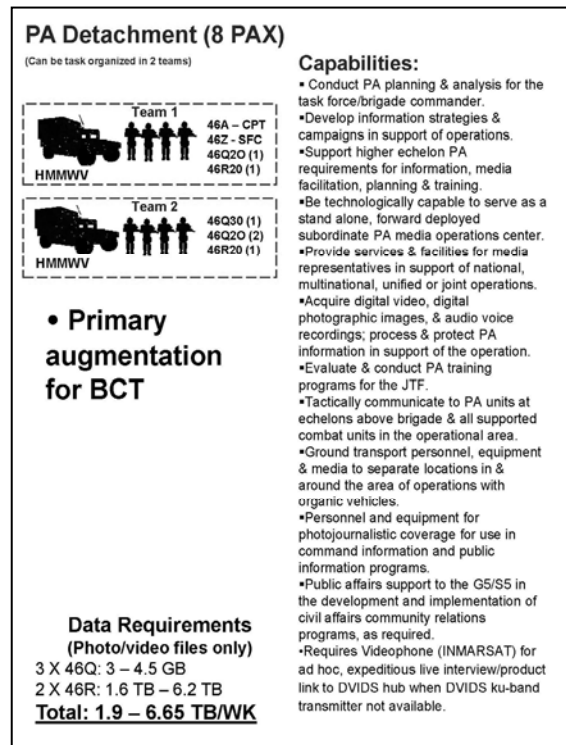 PA Detachment (8 PAX)
(Can be task organized in 2 teams)
Team 1
46A – CPT
46Z - SFC
46Q2O (1)
46R20 (1)
HMMWV
Team 2
46Q30 (1)
46Q2O (2)
46R20 (1)
HMMWV
• Primary
augmentation
for BCT
Data Requirements
(Photo/video files only)
3 X 46Q: 3 – 4.5 GB
2 X 46R: 1.6 TB – 6.2 TB
Total: 1.9 – 6.65 TB/WK
Capabilities:
▪ Conduct PA planning & analysis for the
task force/brigade commander.
▪Develop information strategies &
campaigns in support of operations.
▪Support higher echelon PA
requirements for information, media
facilitation, planning & training.
▪Be technologically capable to serve as a
stand alone, forward deployed
subordinate PA media operations center.
▪Provide services & facilities for media
representatives in support of national,
multinational, unified or joint operations.
▪Acquire digital video, digital
photographic images, & audio voice
recordings; process & protect PA
information in support of the operation.
▪Evaluate & conduct PA training
programs for the JTF.
▪Tactically communicate to PA units at
echelons above brigade & all supported
combat units in the operational area.
▪Ground transport personnel, equipment
& media to separate locations in &
around the area of operations with
organic vehicles.
▪Personnel and equipment for
photojournalistic coverage for use in
command information and public
information programs.
▪Public affairs support to the G5/S5 in
the development and implementation of
civil affairs community relations
programs, as required.
•Requires Videophone (INMARSAT) for
ad hoc, expeditious live interview/product
link to DVIDS hub when DVIDS ku-band
transmitter not available.